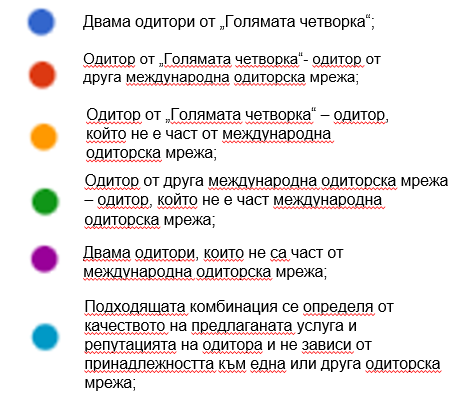 Двама одитори от „Голямата четворка“;
Одитор от „Голямата четворка“- одитор от
друга международна одиторска мрежа;
Одитор от „Голямата четворка“ – одитор,
който не е част от международна
одиторска мрежа;
Одитор от друга международна одиторска мрежа
– одитор, който не е част международна
одиторска мрежа;
Двама одитори, които не са част от
международна одиторска мрежа;
Подходящата комбинация се определя от
качеството на предлаганата услуга и
репутацията на одитора и не зависи от
принадлежността към една или друга одиторска
мрежа;